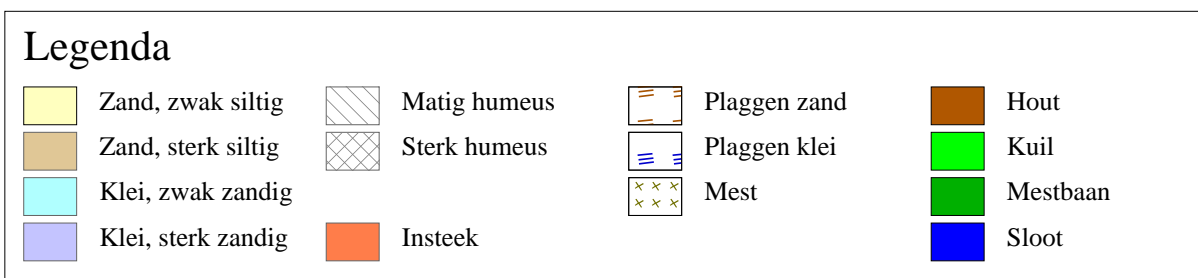 Legenda
Zand, zwak siltig
Zand, sterk siltig
Klei, zwak zandig
Klei, sterk zandig
Matig humeus
Sterk humeus
Insteek
Plaggen zand
Plaggen klei
Mest
Hout
Kuil
Mestbaan
Sloot